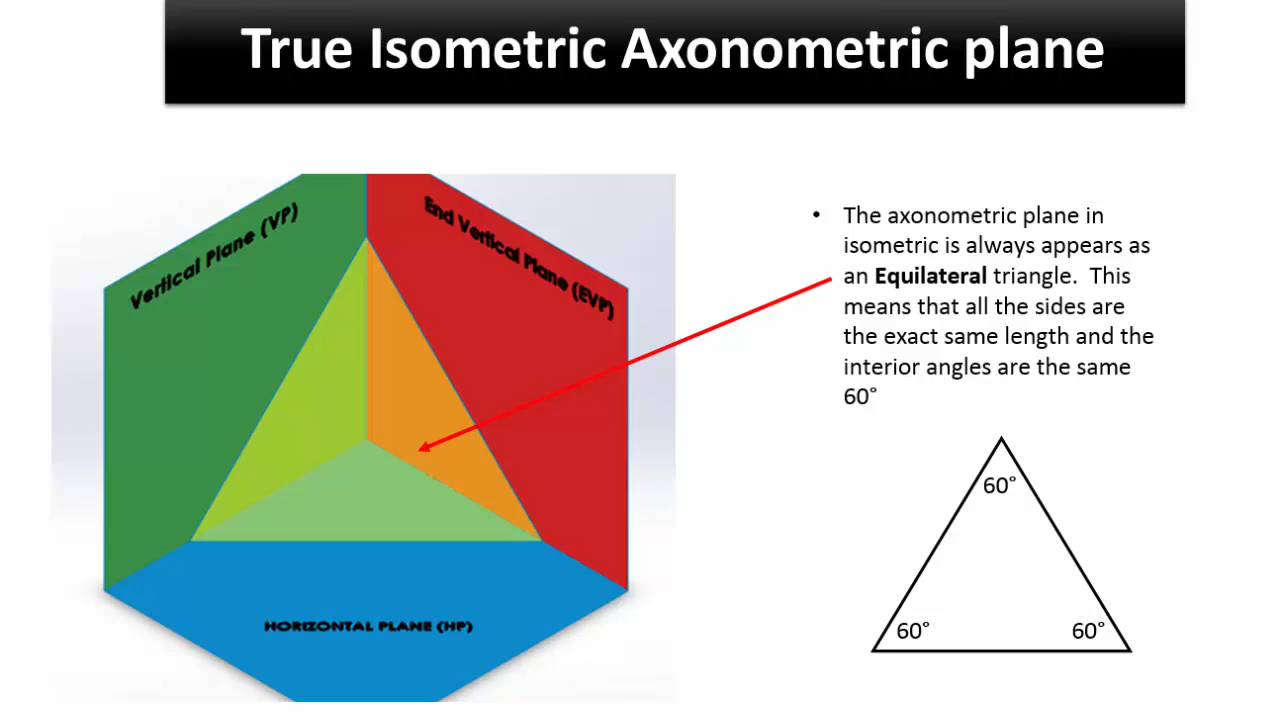 True Isometric Axonometric plane
Vertical Plane (VP)
End Vertical Plane (EVP)
HORIZONTAL PLANE (HP)
• The axonometric plane in
isometric is always appears as
an Equilateral triangle. This
means that all the sides are
the exact same length and the
interior angles are the same
60°
60°
60°
60°